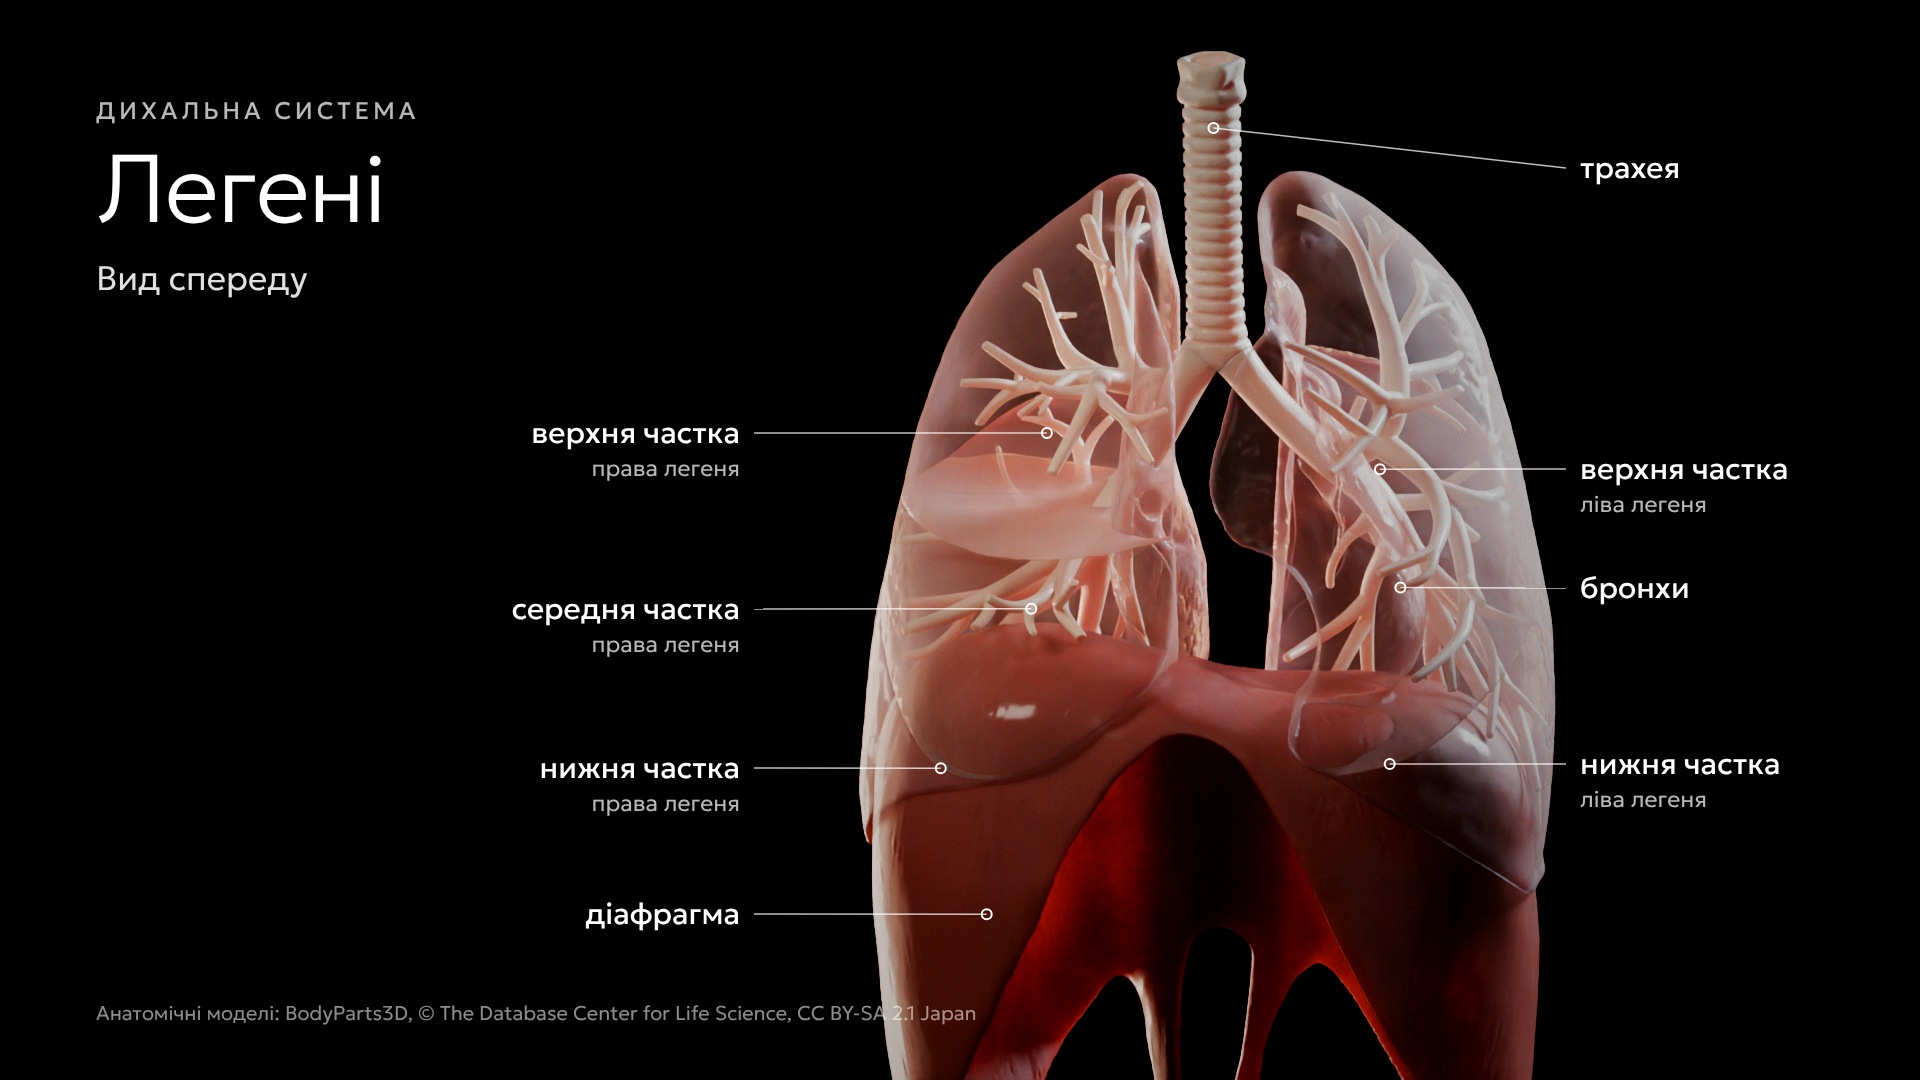 ДИХАЛЬНА СИСТЕМА
Легені
Вид спереду
трахея
верхня частка
права легеня
верхня частка
ліва легеня
бронхи
середня частка
права легеня
нижня частка
права легеня
нижня частка
ліва легеня
діафрагма
Анатомічні моделі: BodyParts3D, © The Database Center for Life Science, CC BY-SA 2.1 Japan